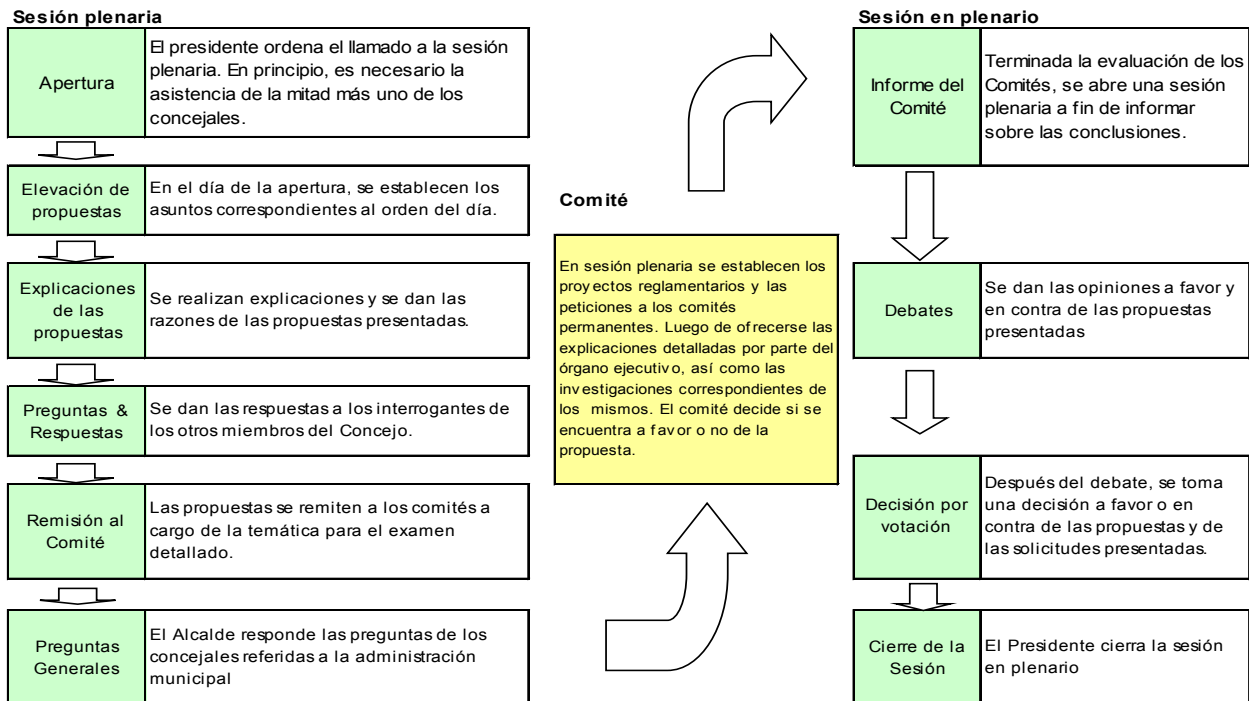 Sesión plenaria
Apertura
El presidente ordena el llamado a la sesión
plenaria. En principio, es necesario la
asistencia de la mitad más uno de los
concejales.
Elevación de
propuestas
En el día de la apertura, se establecen los
asuntos correspondientes al orden del día.
Explicaciones
de las
propuestas
Se realizan explicaciones y se dan las
razones de las propuestas presentadas.
Preguntas &
Respuestas
Se dan las respuestas a los interrogantes de
los otros miembros del Concejo.
Remisión al
Comité
Las propuestas se remiten a los comités a
cargo de la temática para el examen
detallado.
Preguntas
Generales
El Alcalde responde las preguntas de los
concejales referidas a la administración
municipal
Comité
En sesión plenaria se establecen los
proyectos reglamentarios y las
peticiones a los comités
permanentes. Luego de ofrecerse las
explicaciones detalladas por parte del
órgano ejecutivo, así como las
investigaciones correspondientes de
los mismos. El comité decide si se
encuentra a favor o no de la
propuesta.
Sesión en plenario
Informe del
Comité
Terminada la evaluación de los
Comités, se abre una sesión
plenaria a fin de informar
sobre las conclusiones.
Debates
Se dan las opiniones a favor y
en contra de las propuestas
presentadas
Decisión por
votación
Después del debate, se toma
una decisión a favor o en
contra de las propuestas y de
las solicitudes presentadas.
Cierre de la
Sesión
El Presidente cierra la sesión
en plenario